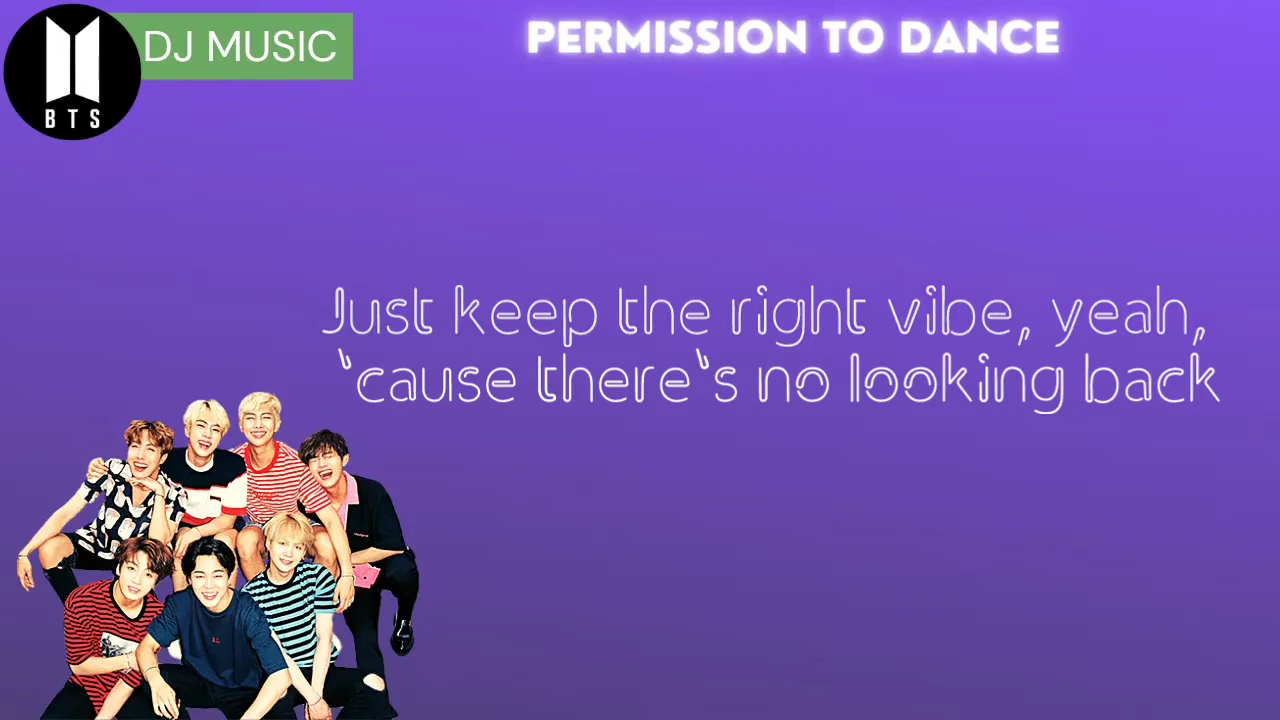 DJ MUSIC
PERMISSION TO DANCE
BTS
Just keep the right vibe, yeah,
'cause there's no looking back